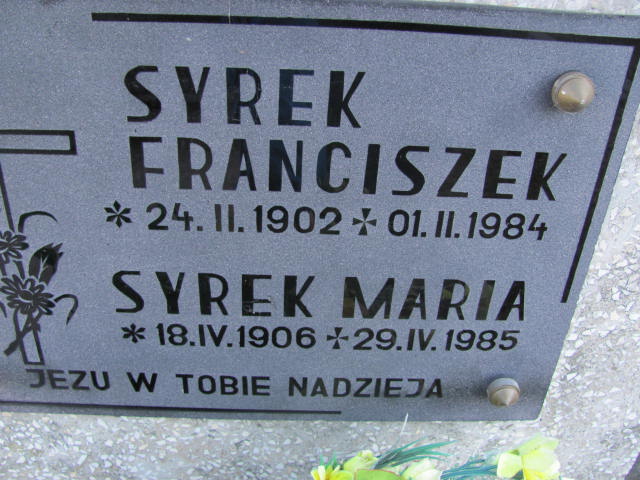 SYREK
FRANCISZEK
* 24.II.1902 ✝ 01.II.1984
SYREK MARIA
* 18.IV.1906 ✝ 29.IV.1985
JEZU W TOBIE NADZIEJA